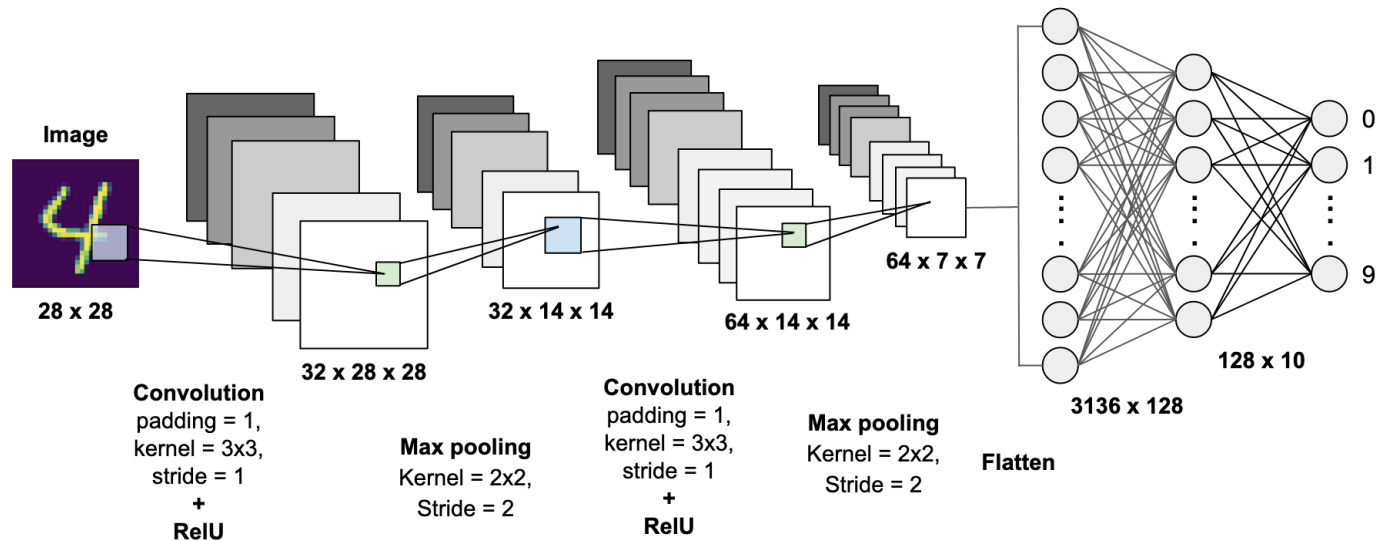 Image
28 x 28
Convolution
padding = 1,
kernel = 3x3,
stride = 1
+
RelU
32 x 28 x 28
Max pooling
Kernel = 2x2,
Stride = 2
32 x 14 x 14
Convolution
padding = 1,
kernel = 3x3,
stride = 1
+
RelU
64 x 14 x 14
Max pooling
Kernel = 2x2,
Stride = 2
64 x 7 x 7
Flatten
3136 x 128
128 x 10
0
1
9